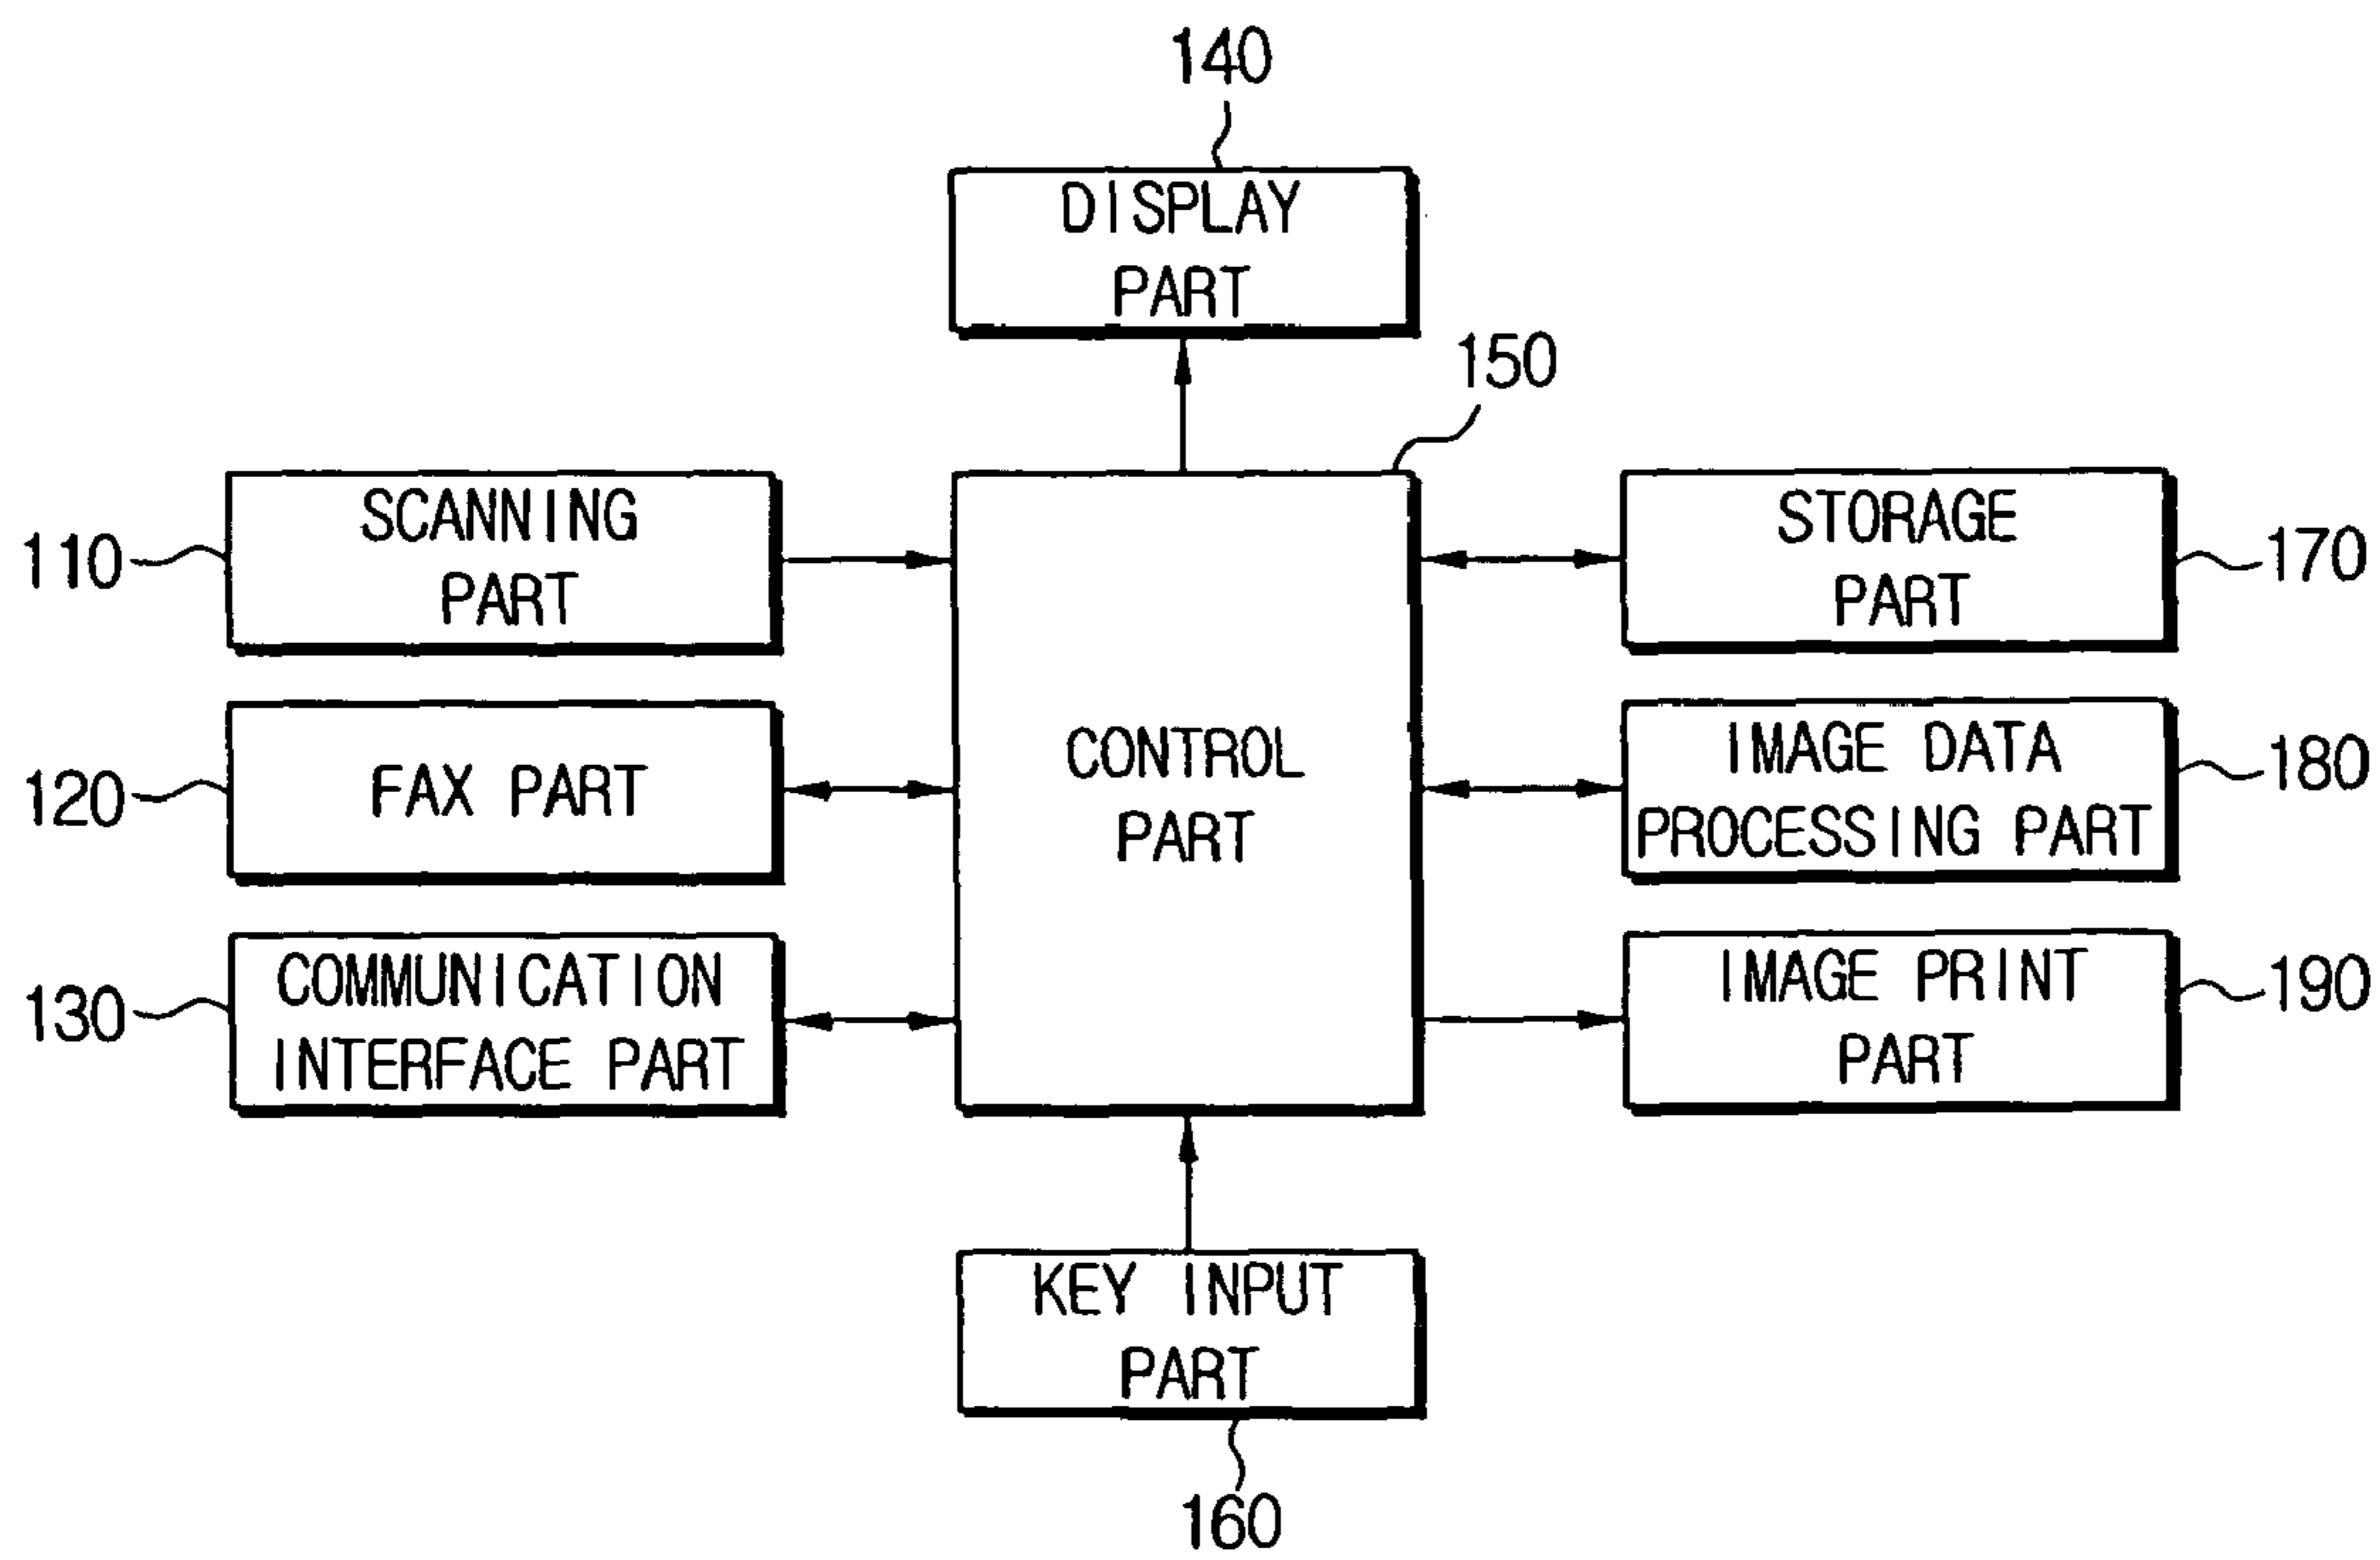 140
DISPLAY
PART
150
SCANNING
PART
110
STORAGE
PART
170
FAX PART
120
CONTROL
PART
IMAGE DATA
PROCESSING PART
180
COMMUNICATION
INTERFACE PART
130
IMAGE PRINT
PART
190
KEY INPUT
PART
160